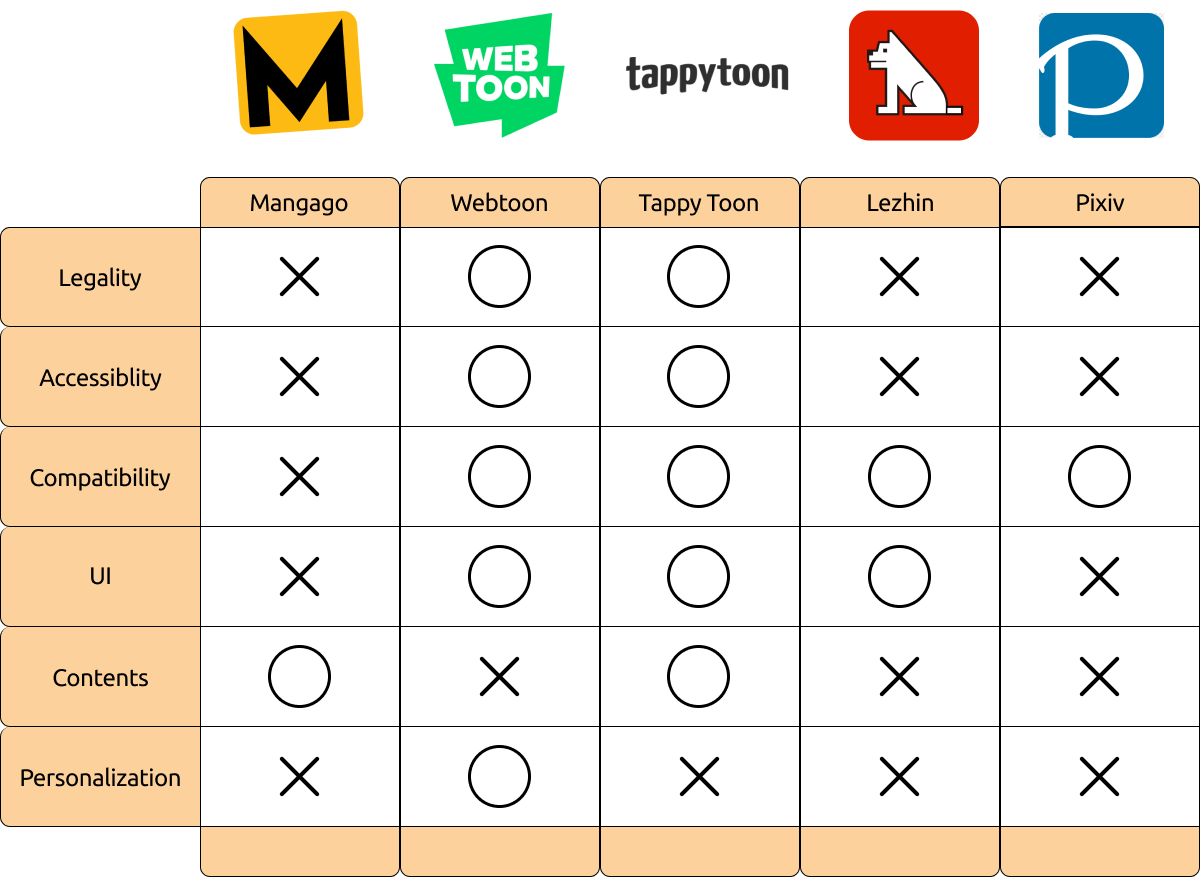 M
WEB
TOON
tappytoon
p
Mangago
Webtoon
Tappy Toon
Lezhin
Pixiv
Legality
Accessiblity
Compatibility
UI
Contents
Personalization